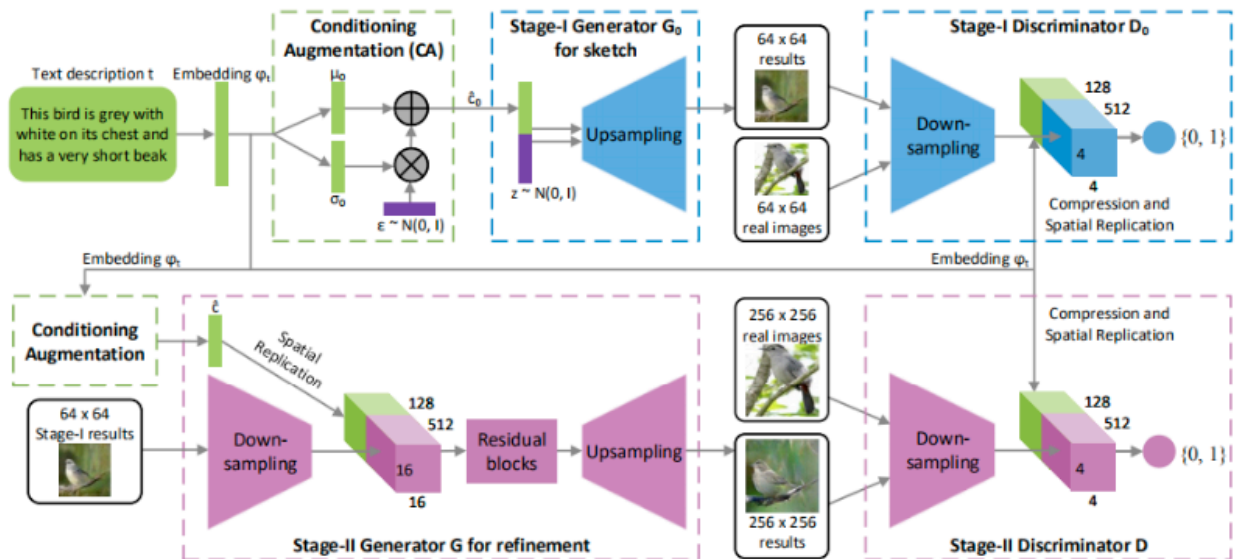 Conditioning
Augmentation (CA)
Stage-I Generator G₀
for sketch
Stage-I Discriminator D₀
Text description t
Embedding φₜ
This bird is grey with
white on its chest and
has a very short beak
μ₀
σ₀
ε ~ N(0, I)
ĉ₀
z ~ N(0, I)
Upsampling
64 x 64
results
64 x 64
real images
Down-
sampling
128
512
4
4
{0, 1}
Compression and
Spatial Replication
Embedding φₜ
Embedding φₜ
Conditioning
Augmentation
ĉ
Spatial
Replication
64 x 64
Stage-I results
Down-
sampling
128
512
16
16
Residual
blocks
Upsampling
Stage-II Generator G for refinement
256 x 256
real images
256 x 256
results
Compression and
Spatial Replication
Down-
sampling
128
512
4
4
{0, 1}
Stage-II Discriminator D